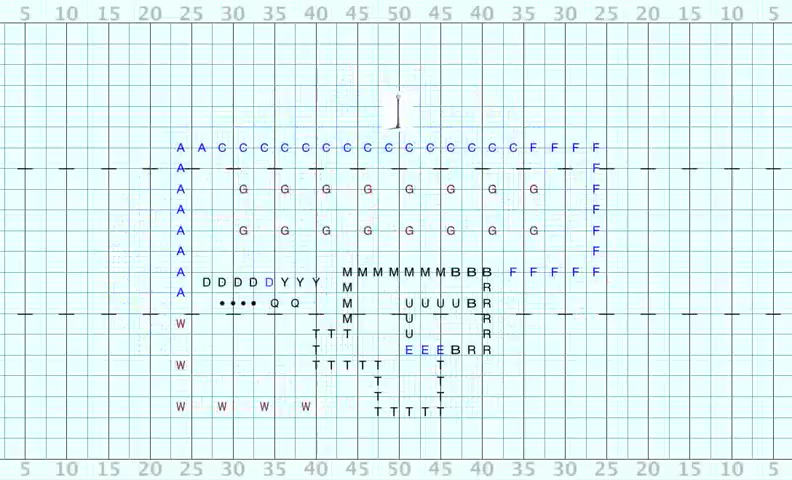 5 10 15 20 25 30 35 40 45 50 45 40 35 30 25 20 15 10 5
A A C C C C C C C C C C C C C C C F F F F
A F
A G G G G G G G G F
A F
A G G G G G G G G F
A F
A M M M M M M M B B B F F F F F
D D D D D Y Y Y
M R
A
• • • • Q Q M U U U U B R
M U R
W
T T T U R
T E E E B R R
W T T T T T T
T T
T T
W W W W
T T T T T
5 10 15 20 25 30 35 40 45 50 45 40 35 30 25 20 15 10 5